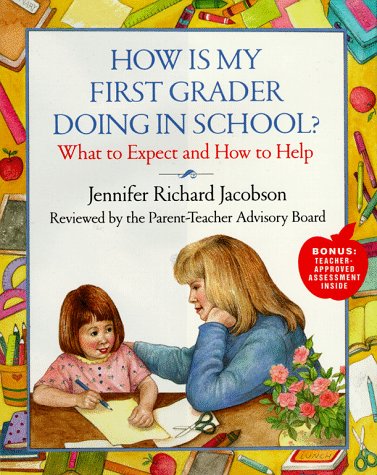 HOW IS MY
FIRST GRADER
DOING IN SCHOOL?
What to Expect and How to Help
Jennifer Richard Jacobson
Reviewed by the Parent-Teacher Advisory Board
BONUS:
TEACHER-
APPROVED
ASSESSMENT
INSIDE
LUNCH